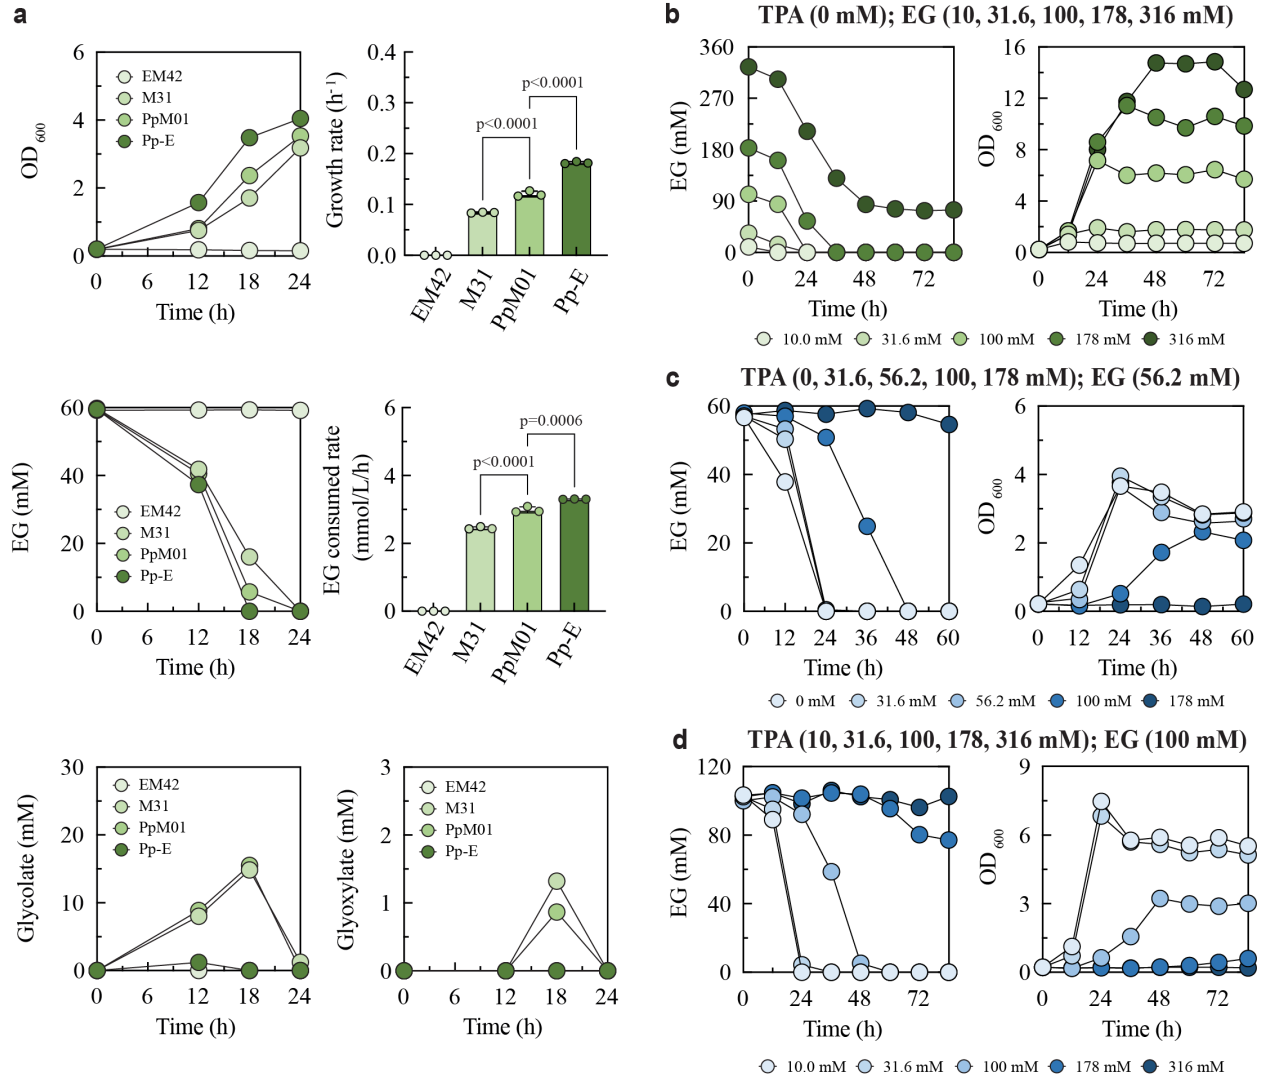 a
6
4
2
0
OD600
EM42
M31
PpM01
Pp-E
0 6 12 18 24
Time (h)
0.4
0.3
0.2
0.1
0.0
Growth rate (h-1)
p<0.0001
p<0.0001
EM42
M31
PpM01
Pp-E
60
40
20
0
EG (mM)
EM42
M31
PpM01
Pp-E
0 6 12 18 24
Time (h)
6
4
2
0
EG consumed rate
(mmol/L/h)
p=0.0006
p<0.0001
EM42
M31
PpM01
Pp-E
30
20
10
0
Glycolate (mM)
EM42
M31
PpM01
Pp-E
0 6 12 18 24
Time (h)
3
2
1
0
Glyoxylate (mM)
EM42
M31
PpM01
Pp-E
0 6 12 18 24
Time (h)
b
TPA (0 mM); EG (10, 31.6, 100, 178, 316 mM)
360
270
180
90
0
EG (mM)
0 24 48 72
Time (h)
16
12
8
4
0
OD600
0 24 48 72
Time (h)
10.0 mM 31.6 mM 100 mM 178 mM 316 mM
c
TPA (0, 31.6, 56.2, 100, 178 mM); EG (56.2 mM)
60
40
20
0
EG (mM)
0 12 24 36 48 60
Time (h)
6
4
2
0
OD600
0 12 24 36 48 60
Time (h)
0 mM 31.6 mM 56.2 mM 100 mM 178 mM
d
TPA (10, 31.6, 100, 178, 316 mM); EG (100 mM)
120
80
40
0
EG (mM)
0 24 48 72
Time (h)
9
6
3
0
OD600
0 24 48 72
Time (h)
10.0 mM 31.6 mM 100 mM 178 mM 316 mM